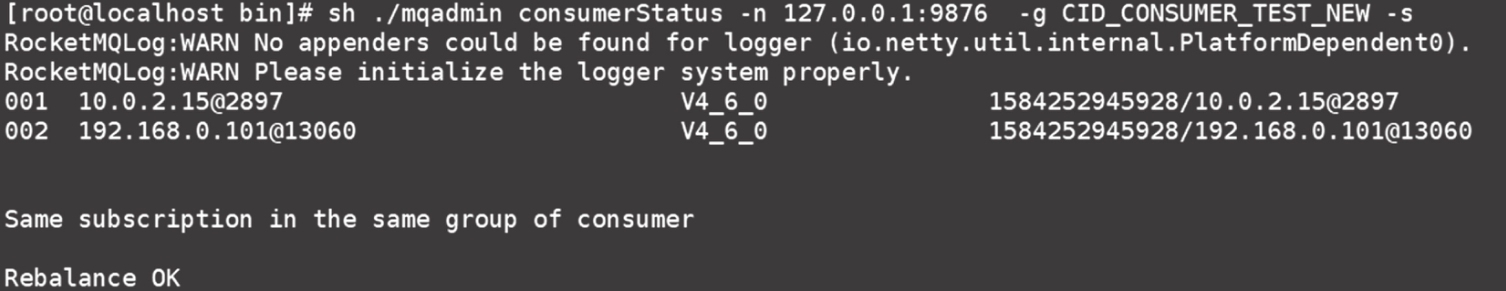 [root@localhost bin]# sh ./mqadmin consumerStatus -n 127.0.0.1:9876  -g CID_CONSUMER_TEST_NEW -s
RocketMQLog:WARN No appenders could be found for logger (io.netty.util.internal.PlatformDependent0).
RocketMQLog:WARN Please initialize the logger system properly.
001  10.0.2.15@2897                           V4_6_0               1584252945928/10.0.2.15@2897
002  192.168.0.101@13060                      V4_6_0               1584252945928/192.168.0.101@13060
Same subscription in the same group of consumer
Rebalance OK